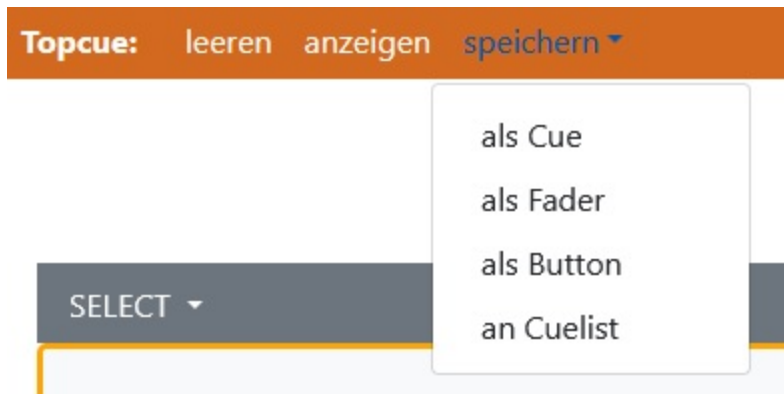 Topcue: leeren anzeigen speichern
als Cue
als Fader
als Button
an Cuelist
SELECT